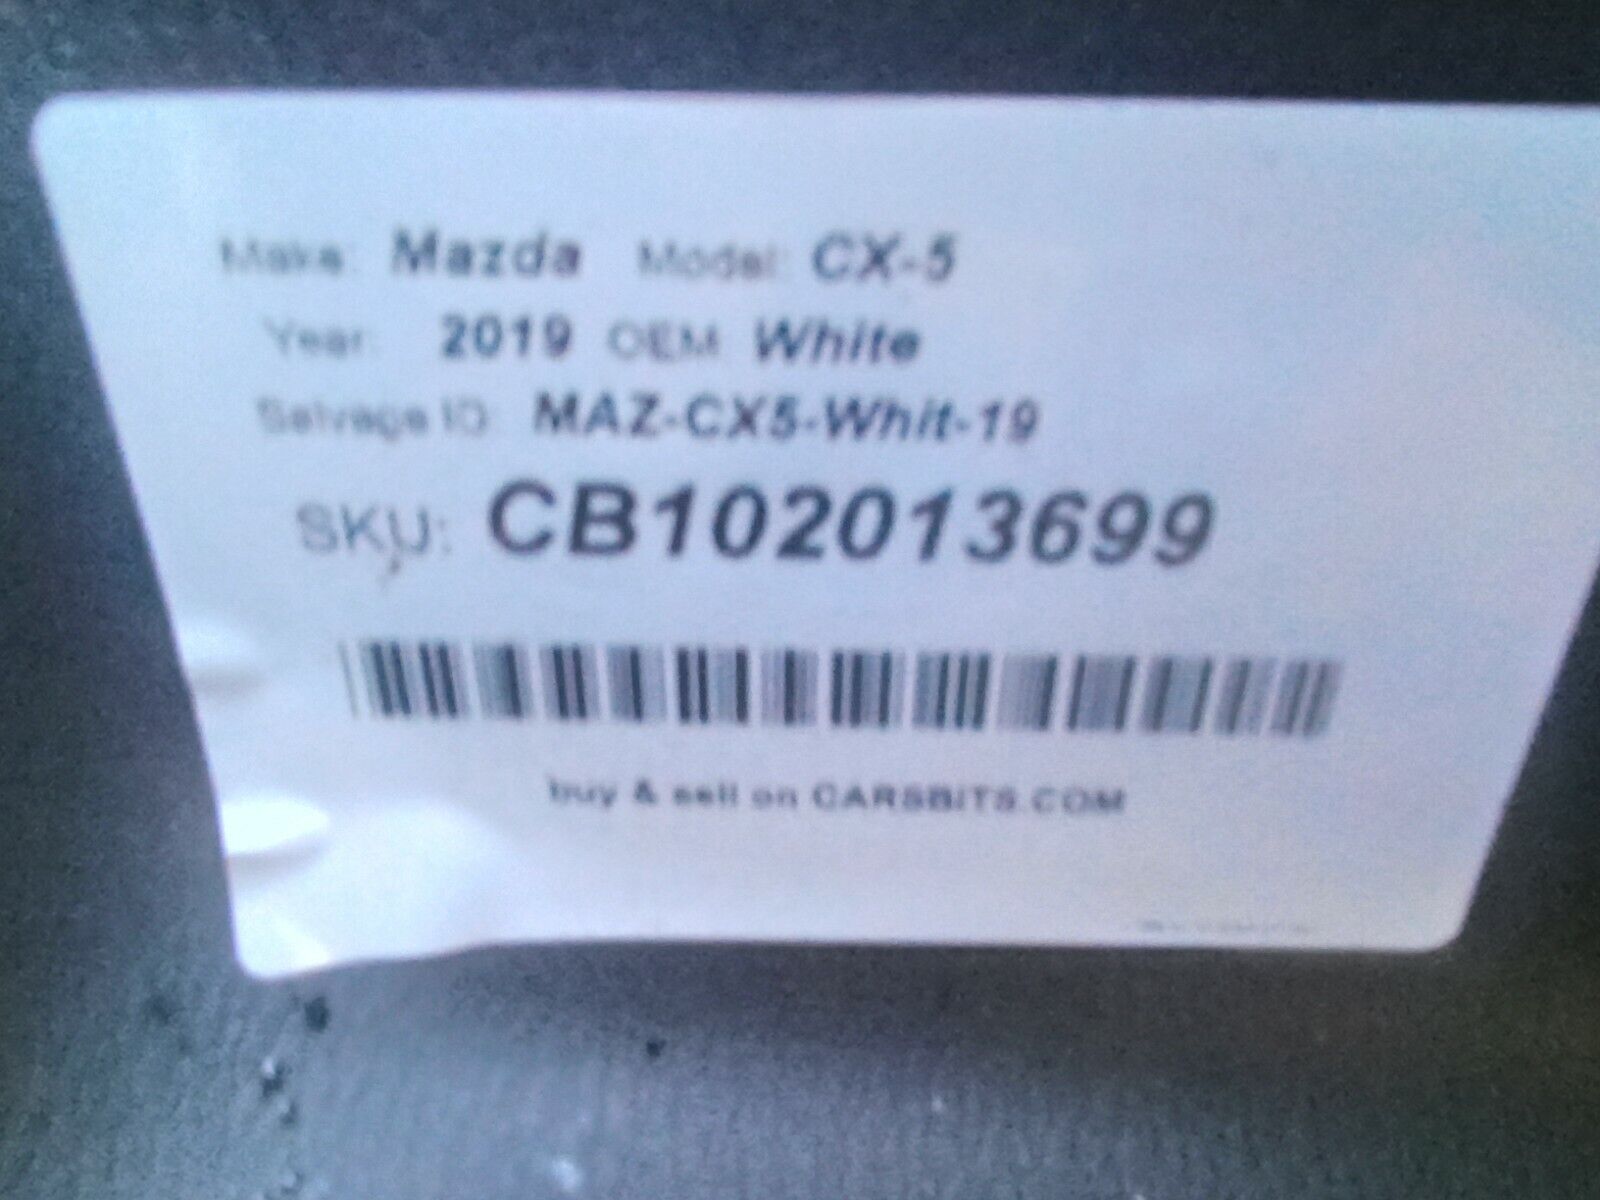 Make: Mazda Model: CX-5
Year: 2019 OEM: White
Salvage ID: MAZ-CX5-Whit-19
SKU: CB102013699
buy & sell on CARSBITS.COM